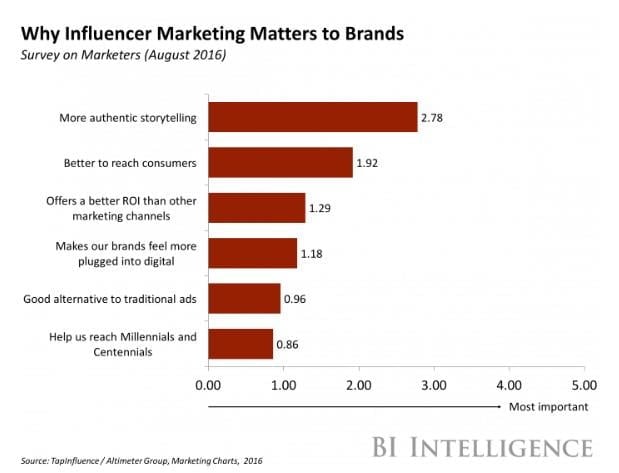 Why Influencer Marketing Matters to Brands
Survey on Marketers (August 2016)
More authentic storytelling
2.78
Better to reach consumers
1.92
Offers a better ROI than other
marketing channels
1.29
Makes our brands feel more
plugged into digital
1.18
Good alternative to traditional ads
0.96
Help us reach Millennials and
Centennials
0.86
0.00 1.00 2.00 3.00 4.00 5.00
Most important
BI INTELLIGENCE
Source: TapInfluence / Altimeter Group, Marketing Charts, 2016